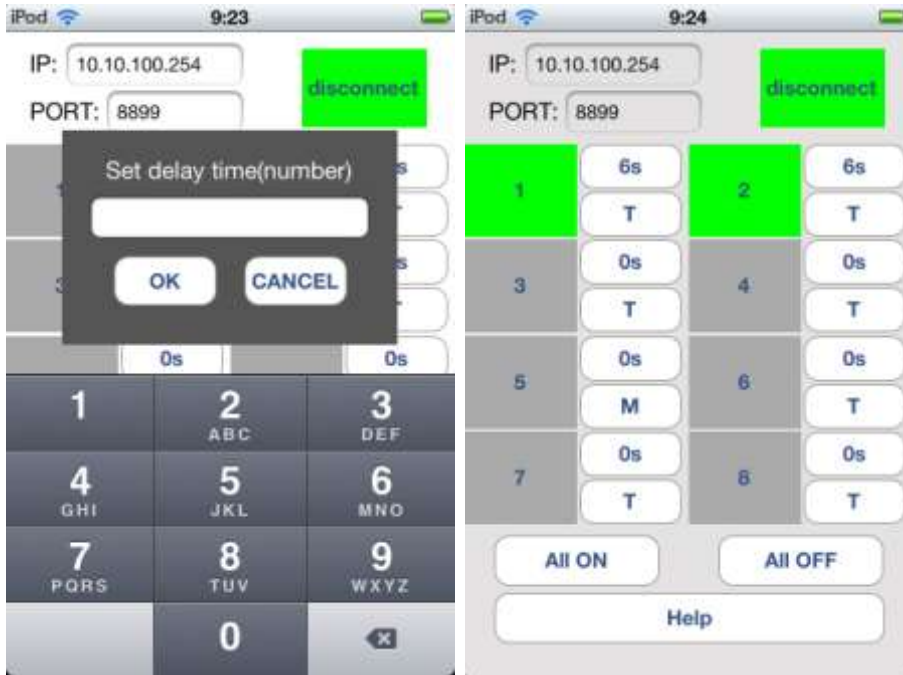 iPod 9:23
IP: 10.10.100.254
disconnect
PORT: 8899
Set delay time(number)
OK CANCEL
0s 0s
1 2 ABC 3 DEF
4 GHI 5 JKL 6 MNO
7 PQRS 8 TUV 9 WXYZ
0
iPod 9:24
IP: 10.10.100.254
disconnect
PORT: 8899
1 6s 2 6s
T T
3 0s 4 0s
T T
5 0s 6 0s
M T
7 0s 8 0s
T T
All ON All OFF
Help